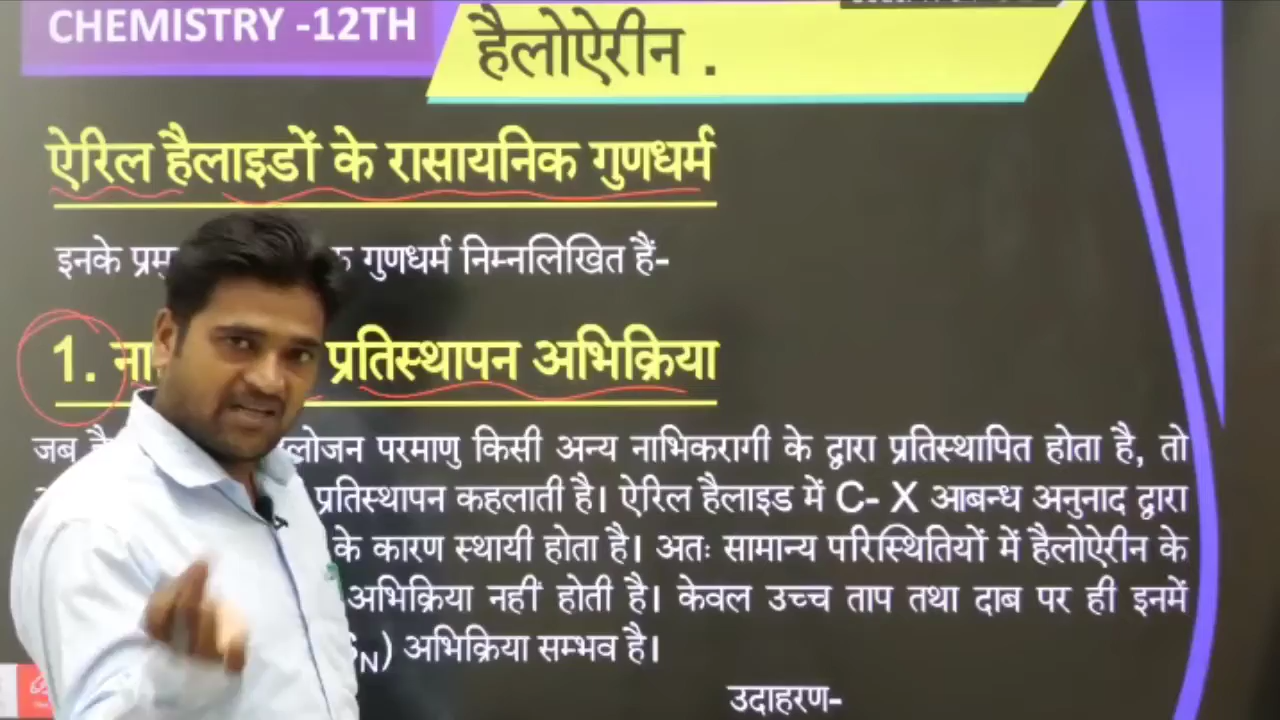 CHEMISTRY -12TH
हैलोऐरीन .
ऐरिल हैलाइडों के रासायनिक गुणधर्म
इनके गुणधर्म निम्नलिखित हैं-
1. प्रतिस्थापन अभिक्रिया
जब परमाणु किसी अन्य नाभिकरागी के द्वारा प्रतिस्थापित होता है, तो
प्रतिस्थापन कहलाती है। ऐरिल हैलाइड में C- X आबन्ध अनुनाद द्वारा
के कारण स्थायी होता है। अतः सामान्य परिस्थितियों में हैलोऐरीन के
अभिक्रिया नहीं होती है। केवल उच्च ताप तथा दाब पर ही इनमें
अभिक्रिया सम्भव है।
उदाहरण-